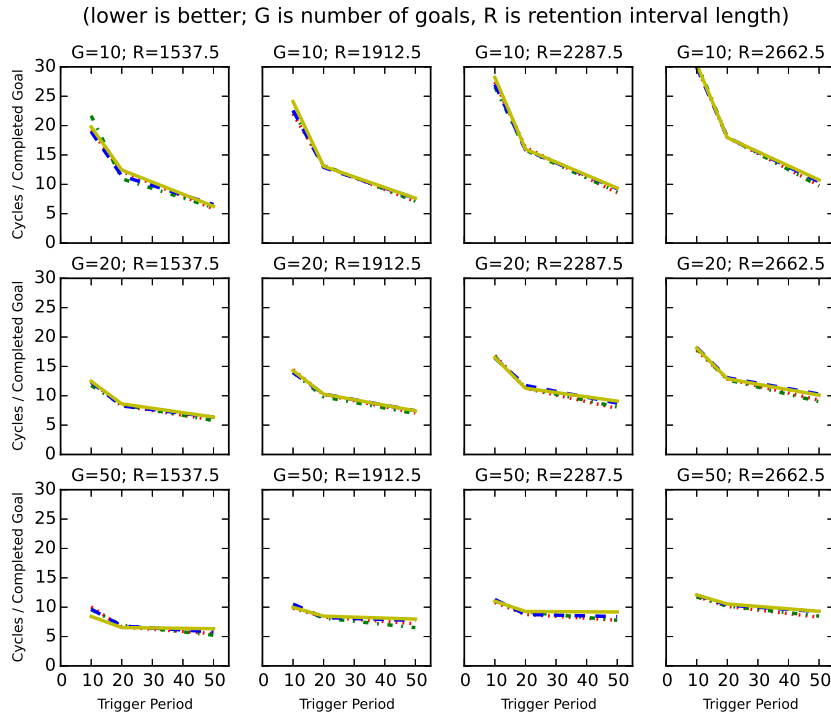 (lower is better; G is number of goals, R is retention interval length)
G=10; R=1537.5
G=10; R=1912.5
G=10; R=2287.5
G=10; R=2662.5
30
25
20
15
10
5
0
Cycles / Completed Goal
G=20; R=1537.5
G=20; R=1912.5
G=20; R=2287.5
G=20; R=2662.5
30
25
20
15
10
5
0
Cycles / Completed Goal
G=50; R=1537.5
G=50; R=1912.5
G=50; R=2287.5
G=50; R=2662.5
30
25
20
15
10
5
0
Cycles / Completed Goal
0 10 20 30 40 50
0 10 20 30 40 50
0 10 20 30 40 50
0 10 20 30 40 50
Trigger Period
Trigger Period
Trigger Period
Trigger Period